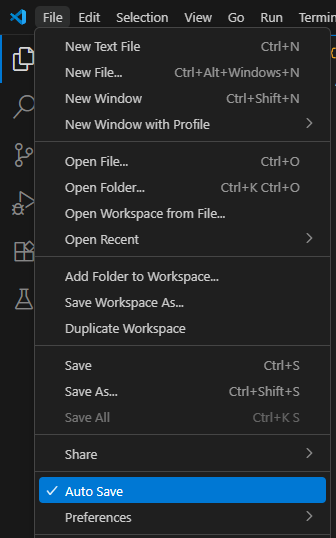 File Edit Selection View Go Run Termin
New Text File Ctrl+N
New File... Ctrl+Alt+Windows+N
New Window Ctrl+Shift+N
New Window with Profile
Open File... Ctrl+O
Open Folder... Ctrl+K Ctrl+O
Open Workspace from File...
Open Recent
Add Folder to Workspace...
Save Workspace As...
Duplicate Workspace
Save Ctrl+S
Save As... Ctrl+Shift+S
Save All Ctrl+K S
Share
Auto Save
Preferences